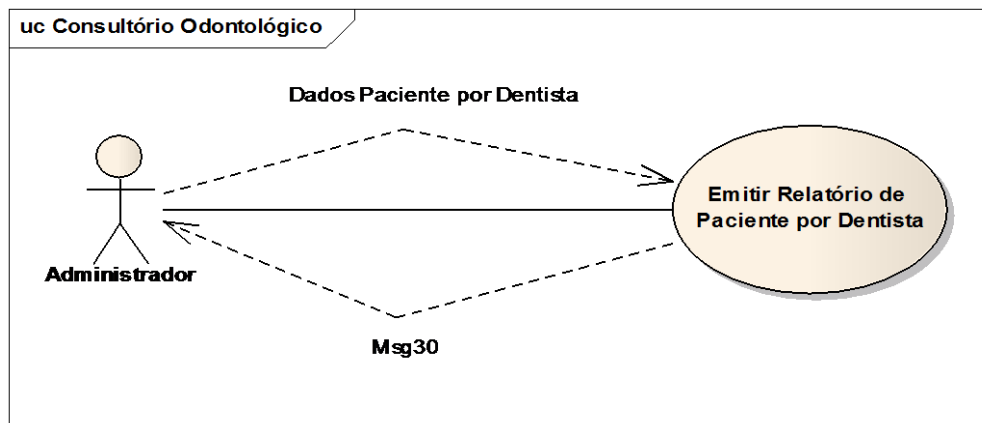 uc Consultório Odontológico
Dados Paciente por Dentista
Emitir Relatório de
Paciente por Dentista
Administrador
Msg30